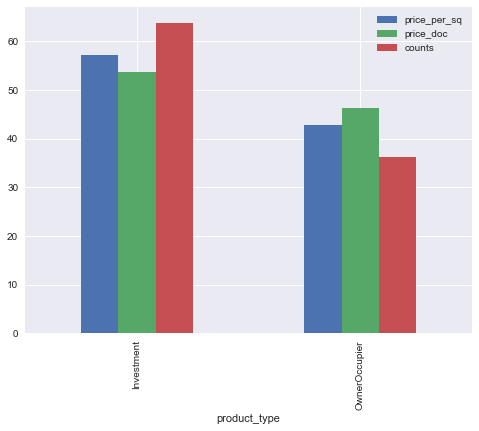 price_per_sq
price_doc
counts
60
50
40
30
20
10
0
Investment
OwnerOccupier
product_type